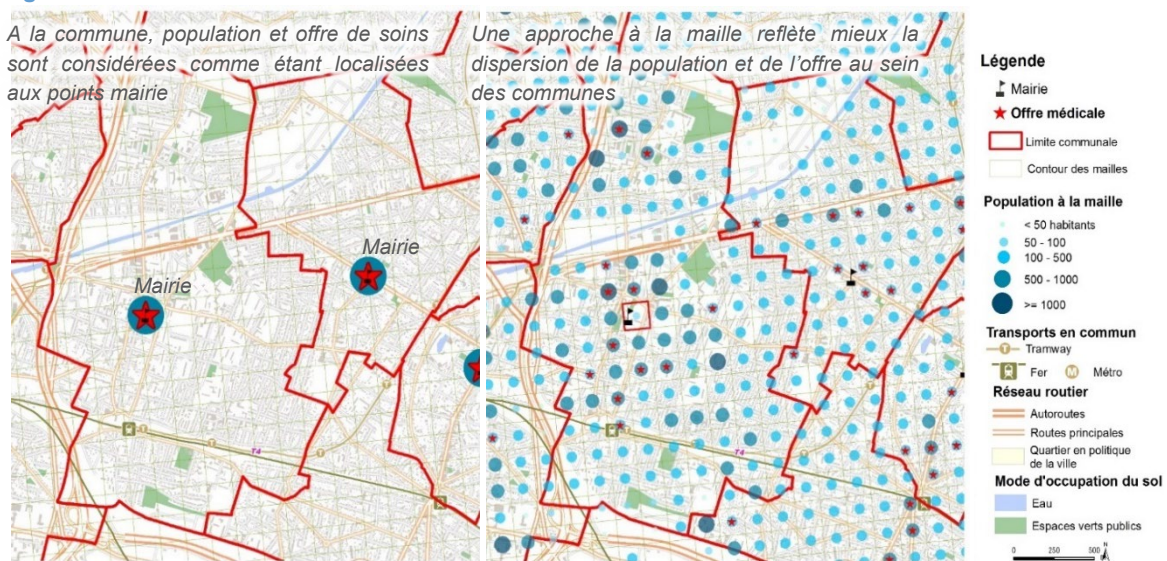 A la commune, population et offre de soins
sont considérées comme étant localisées
aux points mairie
Mairie
Mairie
T
T
T
T4
Une approche à la maille reflète mieux la
dispersion de la population et de l'offre au sein
des communes
T
T
T
T4
Légende
Mairie
Offre médicale
Limite communale
Contour des mailles
Population à la maille
< 50 habitants
50 - 100
100 - 500
500 - 1000
>= 1000
Transports en commun
T Tramway
Fer M Métro
Réseau routier
Autoroutes
Routes principales
Quartier en politique
de la ville
Mode d'occupation du sol
Eau
Espaces verts publics
0 250 500